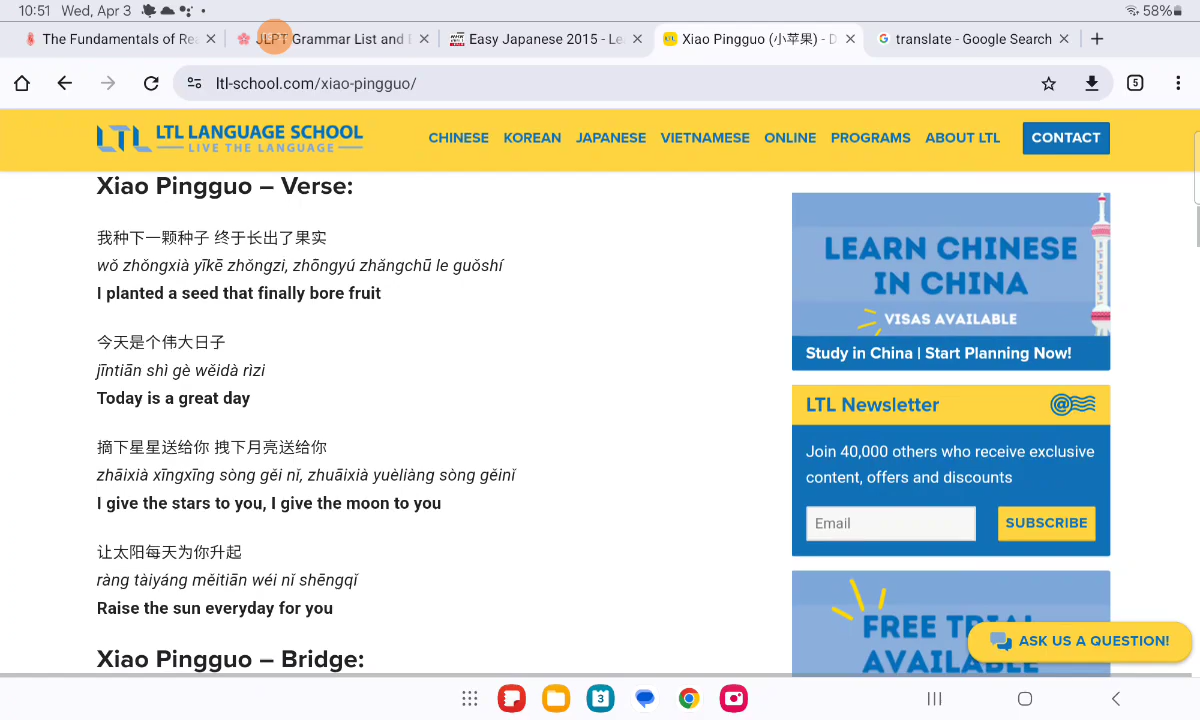 10:51 Wed, Apr 3 58%
The Fundamentals of Re
JLPT Grammar List and E
Easy Japanese 2015 - Le
Xiao Pingguo (小苹果) - D
translate - Google Search
ltl-school.com/xiao-pingguo/
5
LTL LANGUAGE SCHOOL
LIVE THE LANGUAGE
CHINESE KOREAN JAPANESE VIETNAMESE ONLINE PROGRAMS ABOUT LTL CONTACT
Xiao Pingguo – Verse:
我种下一颗种子 终于长出了果实
wǒ zhǒngxià yīkē zhǒngzi, zhōngyú zhǎngchū le guǒshí
I planted a seed that finally bore fruit
今天是个伟大日子
jīntiān shì gè wěidà rìzi
Today is a great day
摘下星星送给你 拽下月亮送给你
zhāixià xīngxīng sòng gěi nǐ, zhuāixià yuèliàng sòng gěinǐ
I give the stars to you, I give the moon to you
让太阳每天为你升起
ràng tàiyáng měitiān wéi nǐ shēngqǐ
Raise the sun everyday for you
Xiao Pingguo – Bridge:
LEARN CHINESE
IN CHINA
VISAS AVAILABLE
Study in China | Start Planning Now!
LTL Newsletter
Join 40,000 others who receive exclusive
content, offers and discounts
Email
SUBSCRIBE
FREE TRIAL
AVAILABLE
ASK US A QUESTION!
3